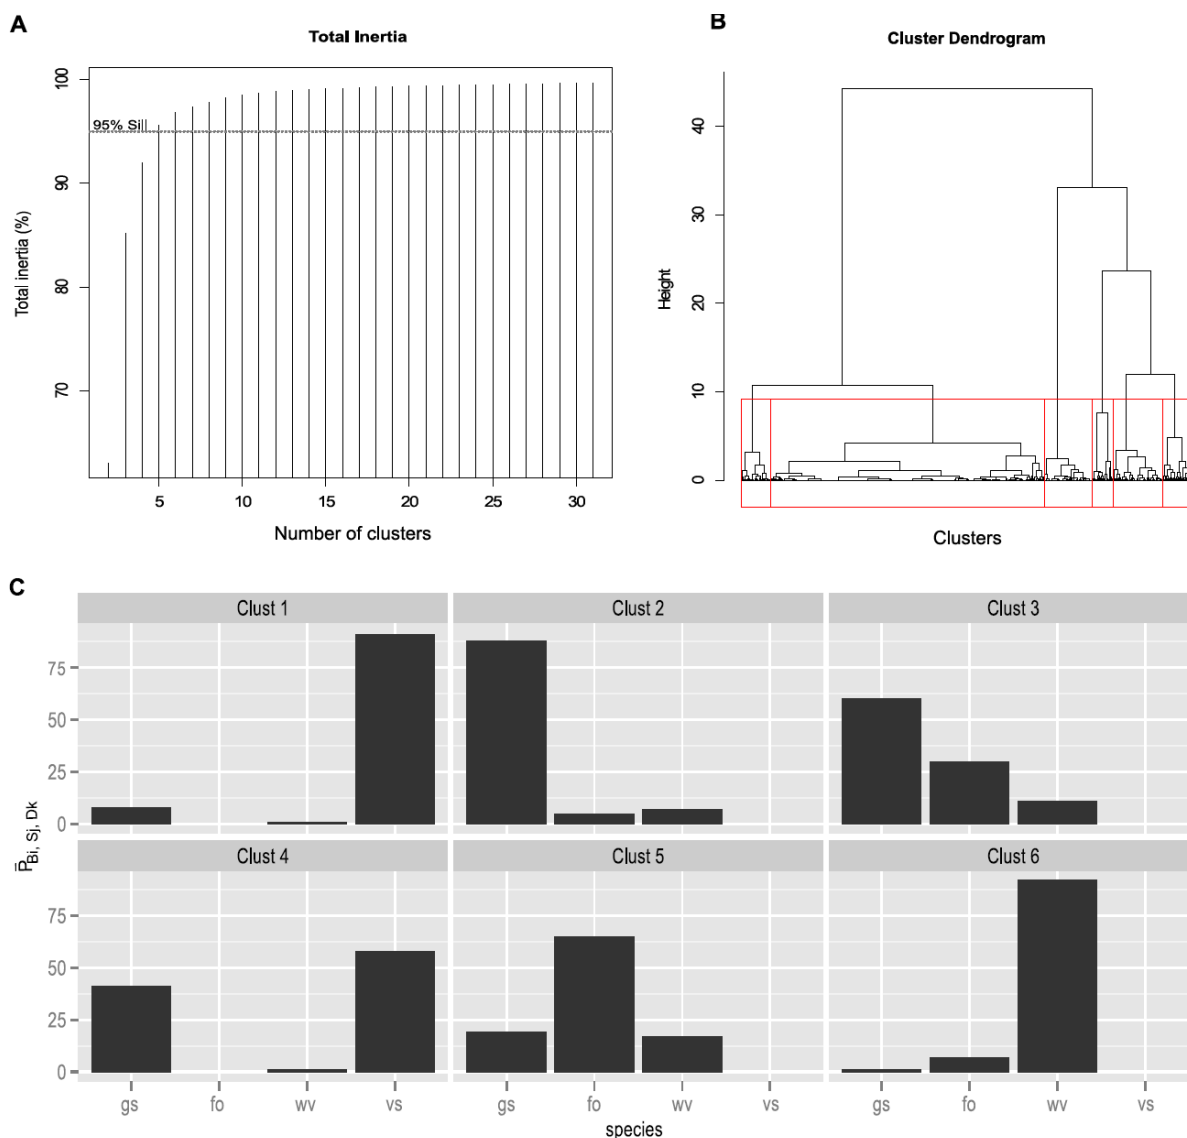 A
Total Inertia
Total inertia (%)
100
90
80
70
95% Sill
5 10 15 20 25 30
Number of clusters
B
Cluster Dendrogram
Height
40
30
20
10
0
Clusters
C
P̄Bi, Sj, Dk
Clust 1 Clust 2 Clust 3
75
50
25
0
Clust 4 Clust 5 Clust 6
75
50
25
0
gs fo wv vs gs fo wv vs gs fo wv vs
species